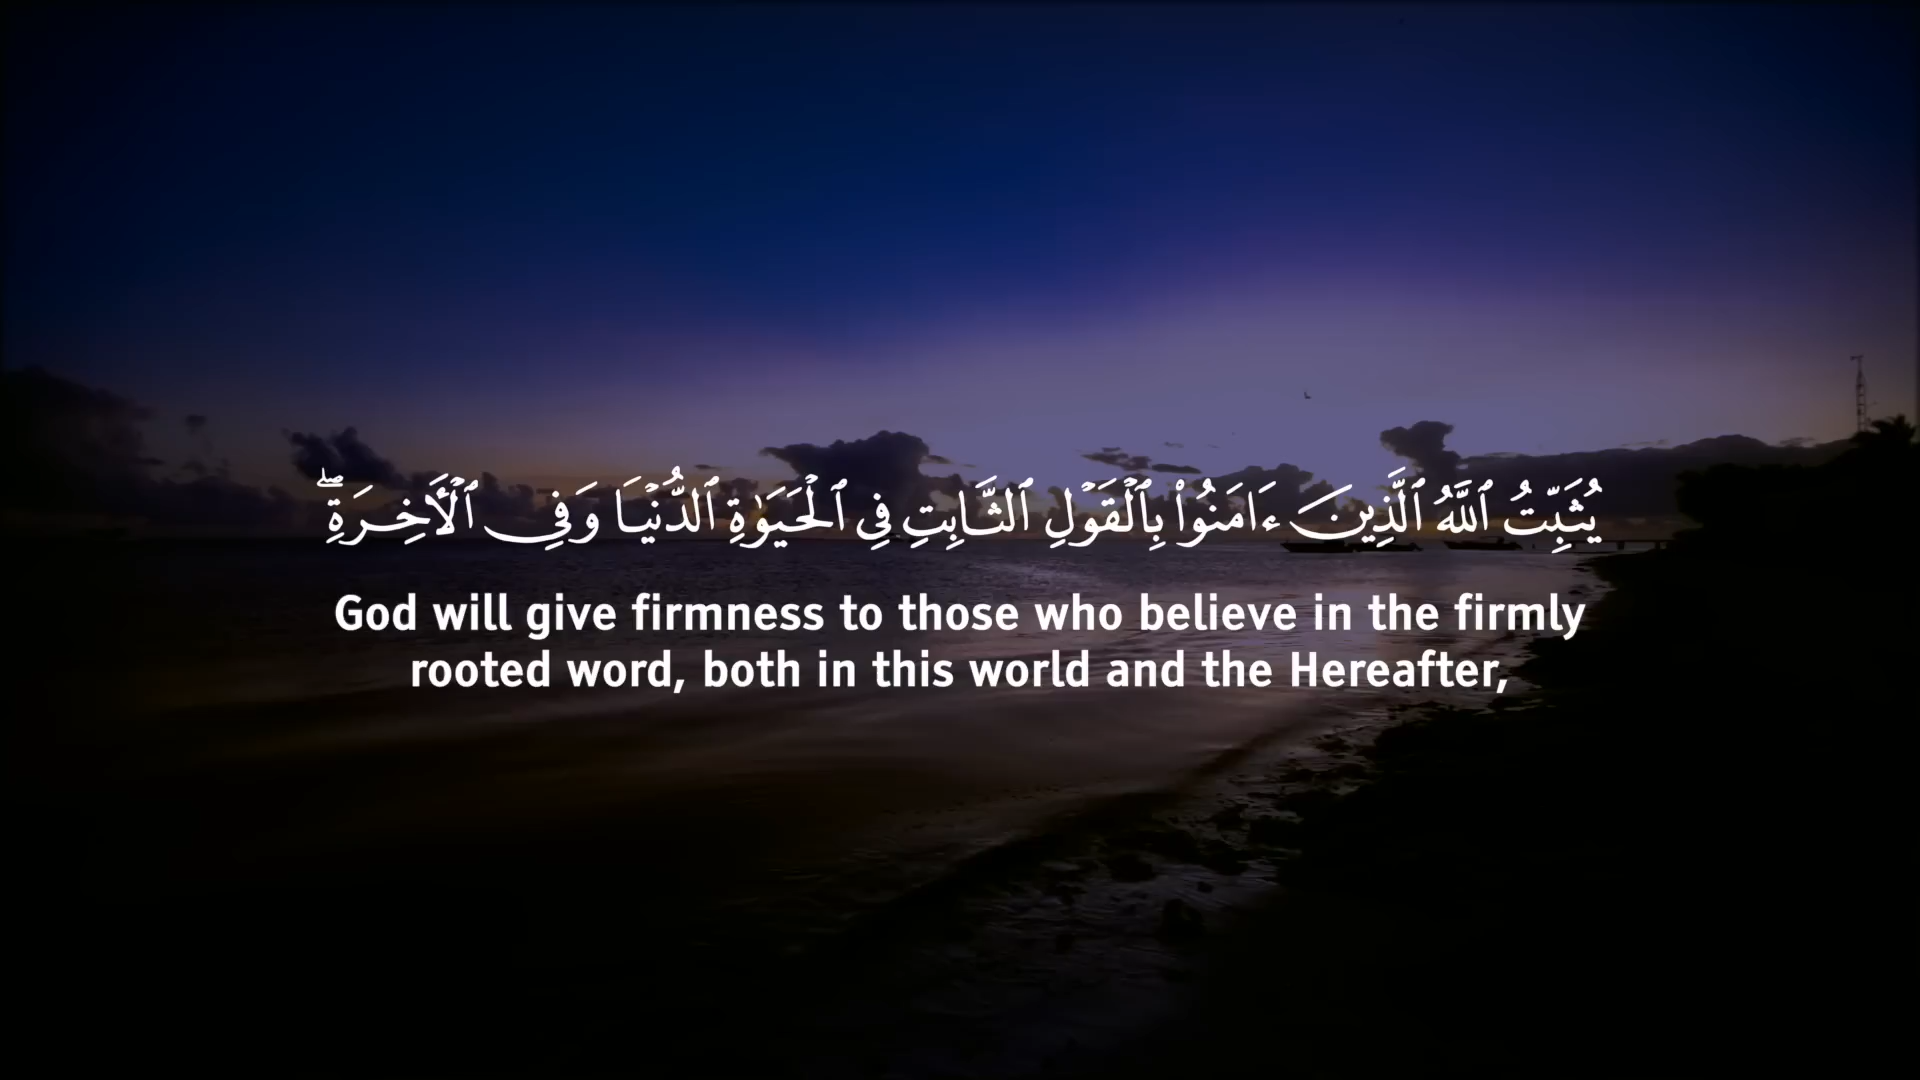 يُثَبِّتُ ٱللَّهُ ٱلَّذِينَ ءَامَنُوا۟ بِٱلْقَوْلِ ٱلثَّابِتِ فِى ٱلْحَيَوٰةِ ٱلدُّنْيَا وَفِى ٱلْـَٔاخِرَةِ ۖ
God will give firmness to those who believe in the firmly
rooted word, both in this world and the Hereafter,